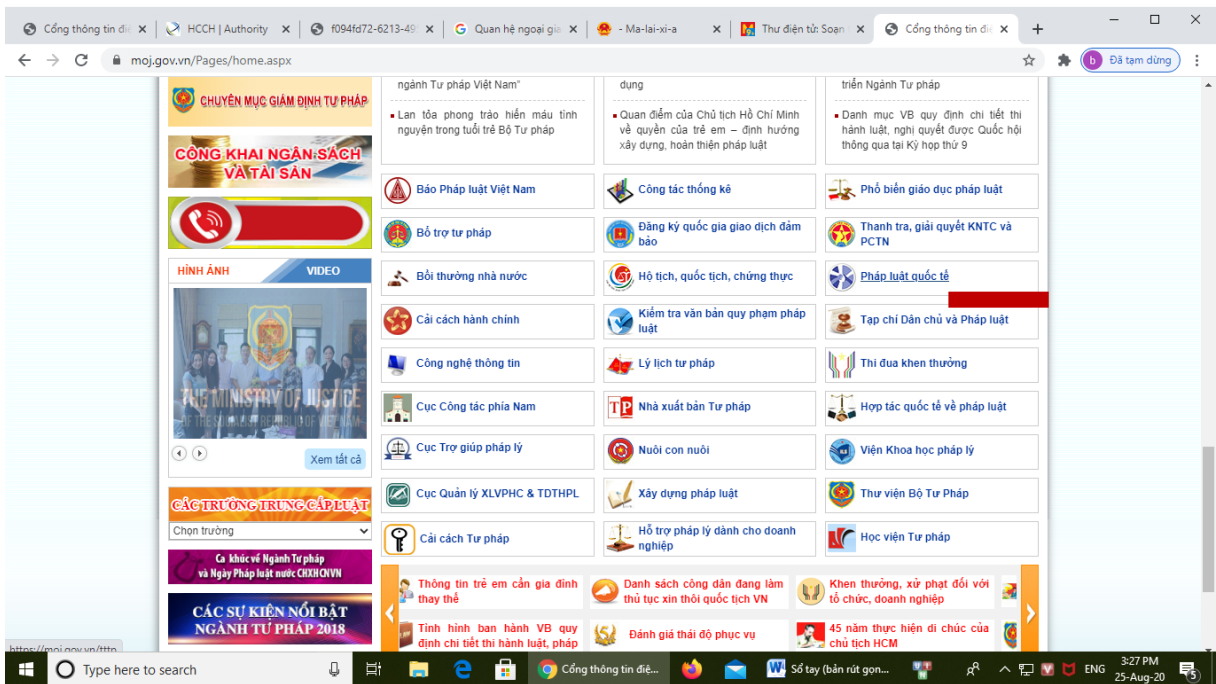 Cổng thông tin điệ
HCCH | Authority
f094fd72-6213-49
Quan hệ ngoại gia
- Ma-lai-xi-a
Thư điện tử: Soạn
Cổng thông tin điệ
moj.gov.vn/Pages/home.aspx
b Đã tạm dừng
CHUYÊN MỤC GIÁM ĐỊNH TƯ PHÁP
CÔNG KHAI NGÂN SÁCH
VÀ TÀI SẢN
HÌNH ẢNH
VIDEO
THE MINISTRY OF JUSTICE
OF THE SOCIALIST REPUBLIC OF VIET NAM
Xem tất cả
CÁC TRƯỜNG TRUNG CẤP LUẬT
Chọn trường
Ca khúc về Ngành Tư pháp
và Ngày Pháp luật nước CHXHCNVN
CÁC SỰ KIỆN NỔI BẬT
NGÀNH TƯ PHÁP 2018
ngành Tư pháp Việt Nam"
Lan tỏa phong trào hiến máu tình
nguyện trong tuổi trẻ Bộ Tư pháp
dụng
Quan điểm của Chủ tịch Hồ Chí Minh
về quyền của trẻ em – định hướng
xây dựng, hoàn thiện pháp luật
triển Ngành Tư pháp
Danh mục VB quy định chi tiết thi
hành luật, nghị quyết được Quốc hội
thông qua tại Kỳ họp thứ 9
Báo Pháp luật Việt Nam
Công tác thống kê
Phổ biến giáo dục pháp luật
Bổ trợ tư pháp
Đăng ký quốc gia giao dịch đảm
bảo
Thanh tra, giải quyết KNTC và
PCTN
Bồi thường nhà nước
Hộ tịch, quốc tịch, chứng thực
Pháp luật quốc tế
Cải cách hành chính
Kiểm tra văn bản quy phạm pháp
luật
Tạp chí Dân chủ và Pháp luật
Công nghệ thông tin
Lý lịch tư pháp
Thi đua khen thưởng
Cục Công tác phía Nam
TP Nhà xuất bản Tư pháp
Hợp tác quốc tế về pháp luật
Cục Trợ giúp pháp lý
Nuôi con nuôi
Viện Khoa học pháp lý
Cục Quản lý XLVPHC & TDTHPL
Xây dựng pháp luật
Thư viện Bộ Tư Pháp
Cải cách Tư pháp
Hỗ trợ pháp lý dành cho doanh
nghiệp
Học viện Tư pháp
Thông tin trẻ em cần gia đình
thay thế
Danh sách công dân đang làm
thủ tục xin thôi quốc tịch VN
Khen thưởng, xử phạt đối với
tổ chức, doanh nghiệp
Tình hình ban hành VB quy
định chi tiết thi hành luật, pháp
Đánh giá thái độ phục vụ
45 năm thực hiện di chúc của
chủ tịch HCM
https://moj.gov.vn/tttp
Type here to search
Cổng thông tin điệ...
Sổ tay (bản rút gọn...
ENG
3:27 PM
25-Aug-20
5